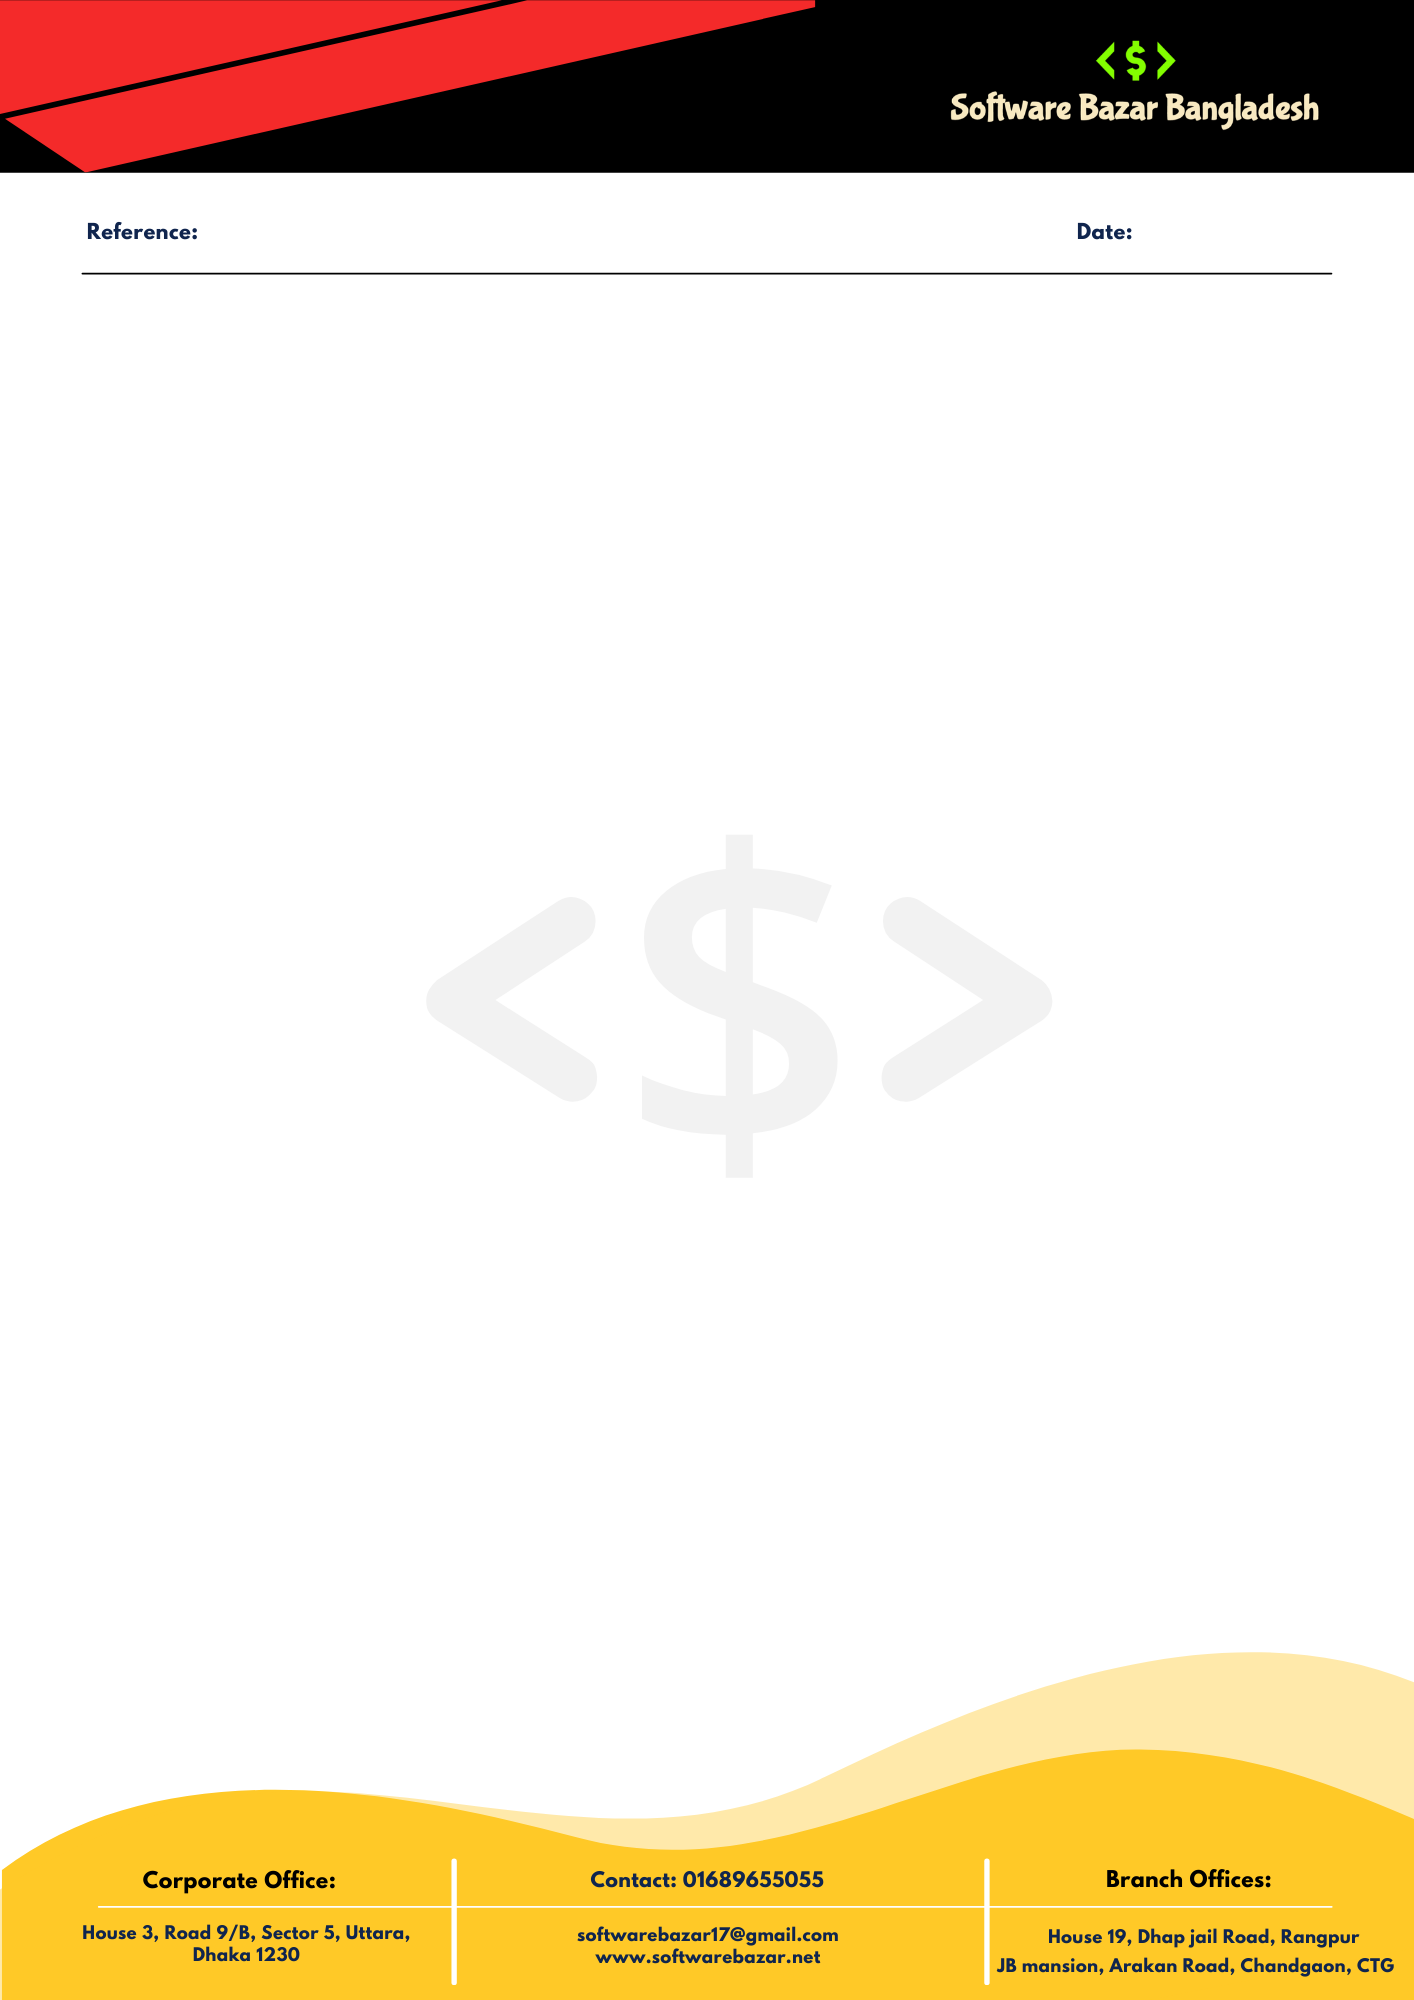 <$>
Software Bazar Bangladesh
Reference: Date:
<$>
Corporate Office: Contact: 01689655055 Branch Offices:
House 3, Road 9/B, Sector 5, Uttara,
Dhaka 1230
softwarebazar17@gmail.com
www.softwarebazar.net
House 19, Dhap jail Road, Rangpur
JB mansion, Arakan Road, Chandgaon, CTG